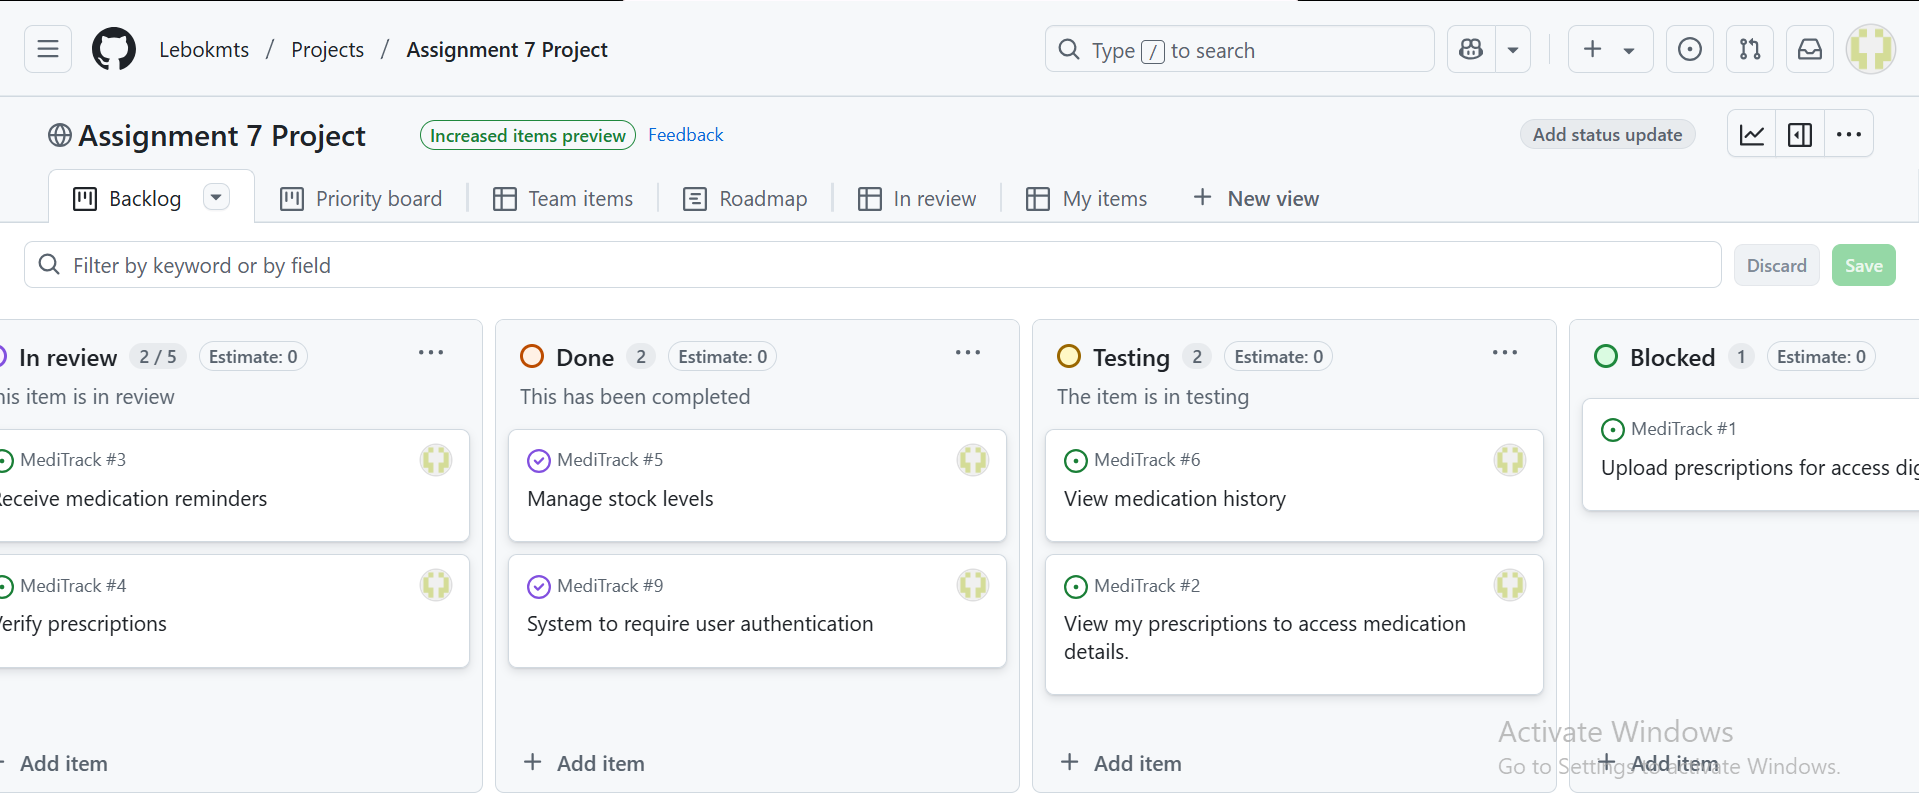 Lebokmts / Projects / Assignment 7 Project
Type / to search
Assignment 7 Project
Increased items preview
Feedback
Add status update
Backlog
Priority board
Team items
Roadmap
In review
My items
+ New view
Filter by keyword or by field
Discard
Save
In review 2 / 5 Estimate: 0
his item is in review
MediTrack #3
eceive medication reminders
MediTrack #4
erify prescriptions
Add item
Done 2 Estimate: 0
This has been completed
MediTrack #5
Manage stock levels
MediTrack #9
System to require user authentication
+ Add item
Testing 2 Estimate: 0
The item is in testing
MediTrack #6
View medication history
MediTrack #2
View my prescriptions to access medication
details.
+ Add item
Blocked 1 Estimate: 0
MediTrack #1
Upload prescriptions for access dig
+ Add item
Activate Windows
Go to Settings to activate Windows.